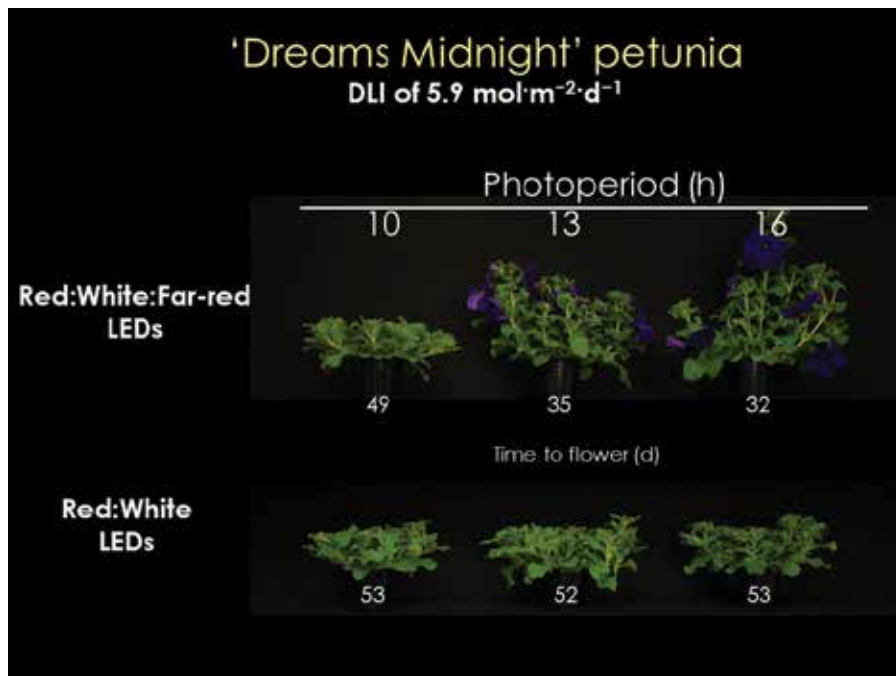 ‘Dreams Midnight’ petunia
DLI of 5.9 mol·m⁻²·d⁻¹
Photoperiod (h)
10 13 16
Red:White:Far-red
LEDs
49 35 32
Time to flower (d)
Red:White
LEDs
53 52 53